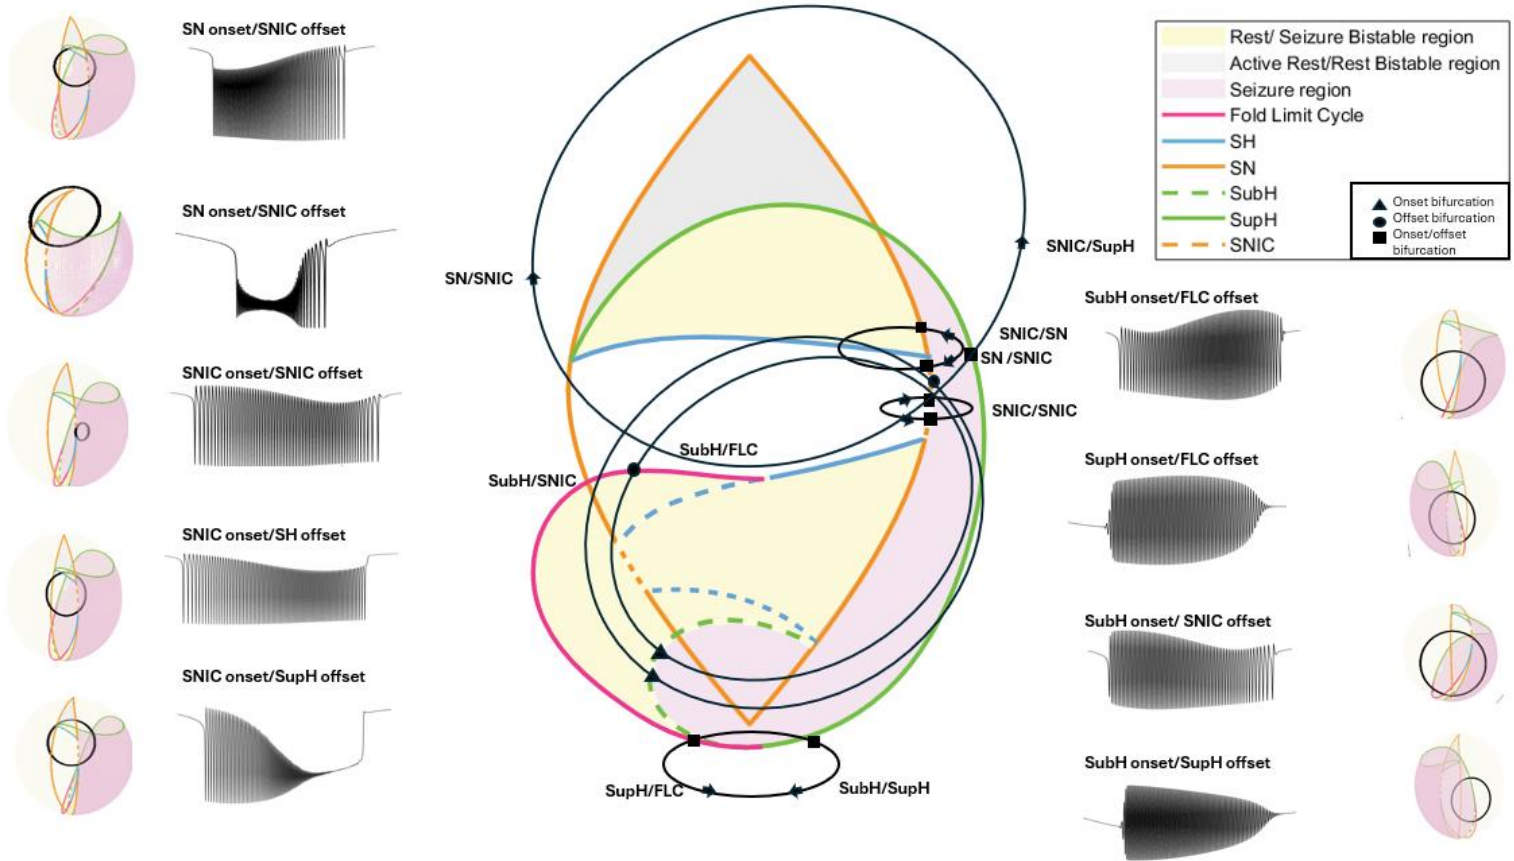 SN onset/SNIC offset
SN onset/SNIC offset
SNIC onset/SNIC offset
SNIC onset/SH offset
SNIC onset/SupH offset
SN/SNIC
SNIC/SupH
SNIC/SN
SN /SNIC
SNIC/SNIC
SubH/FLC
SubH/SNIC
SupH/FLC
SubH/SupH
Rest/ Seizure Bistable region
Active Rest/Rest Bistable region
Seizure region
Fold Limit Cycle
SH
SN
SubH
SupH
SNIC
Onset bifurcation
Offset bifurcation
Onset/offset
bifurcation
SubH onset/FLC offset
SupH onset/FLC offset
SubH onset/ SNIC offset
SubH onset/SupH offset